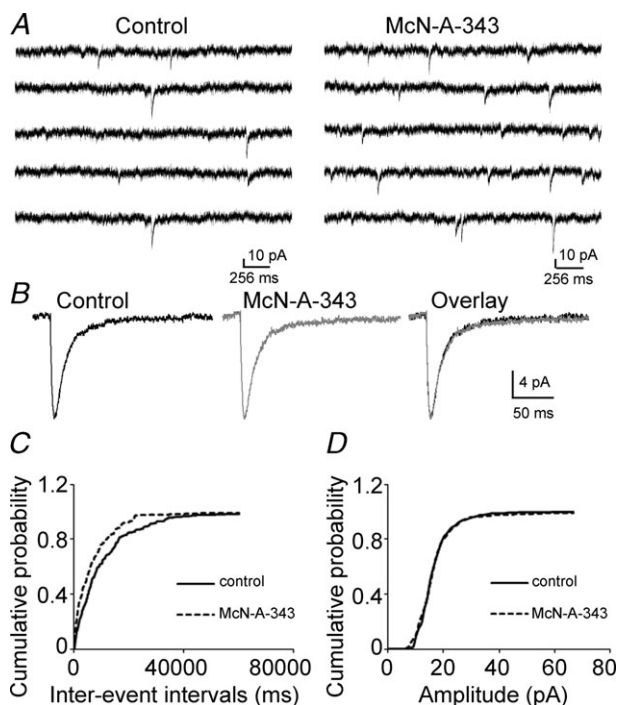 A
Control
McN-A-343
10 pA
256 ms
10 pA
256 ms
B
Control
McN-A-343
Overlay
4 pA
50 ms
C
Cumulative probability
1.2
0.8
0.4
0
control
McN-A-343
0
40000
80000
Inter-event intervals (ms)
D
Cumulative probability
1.2
0.8
0.4
0
control
McN-A-343
0
20
40
60
80
Amplitude (pA)